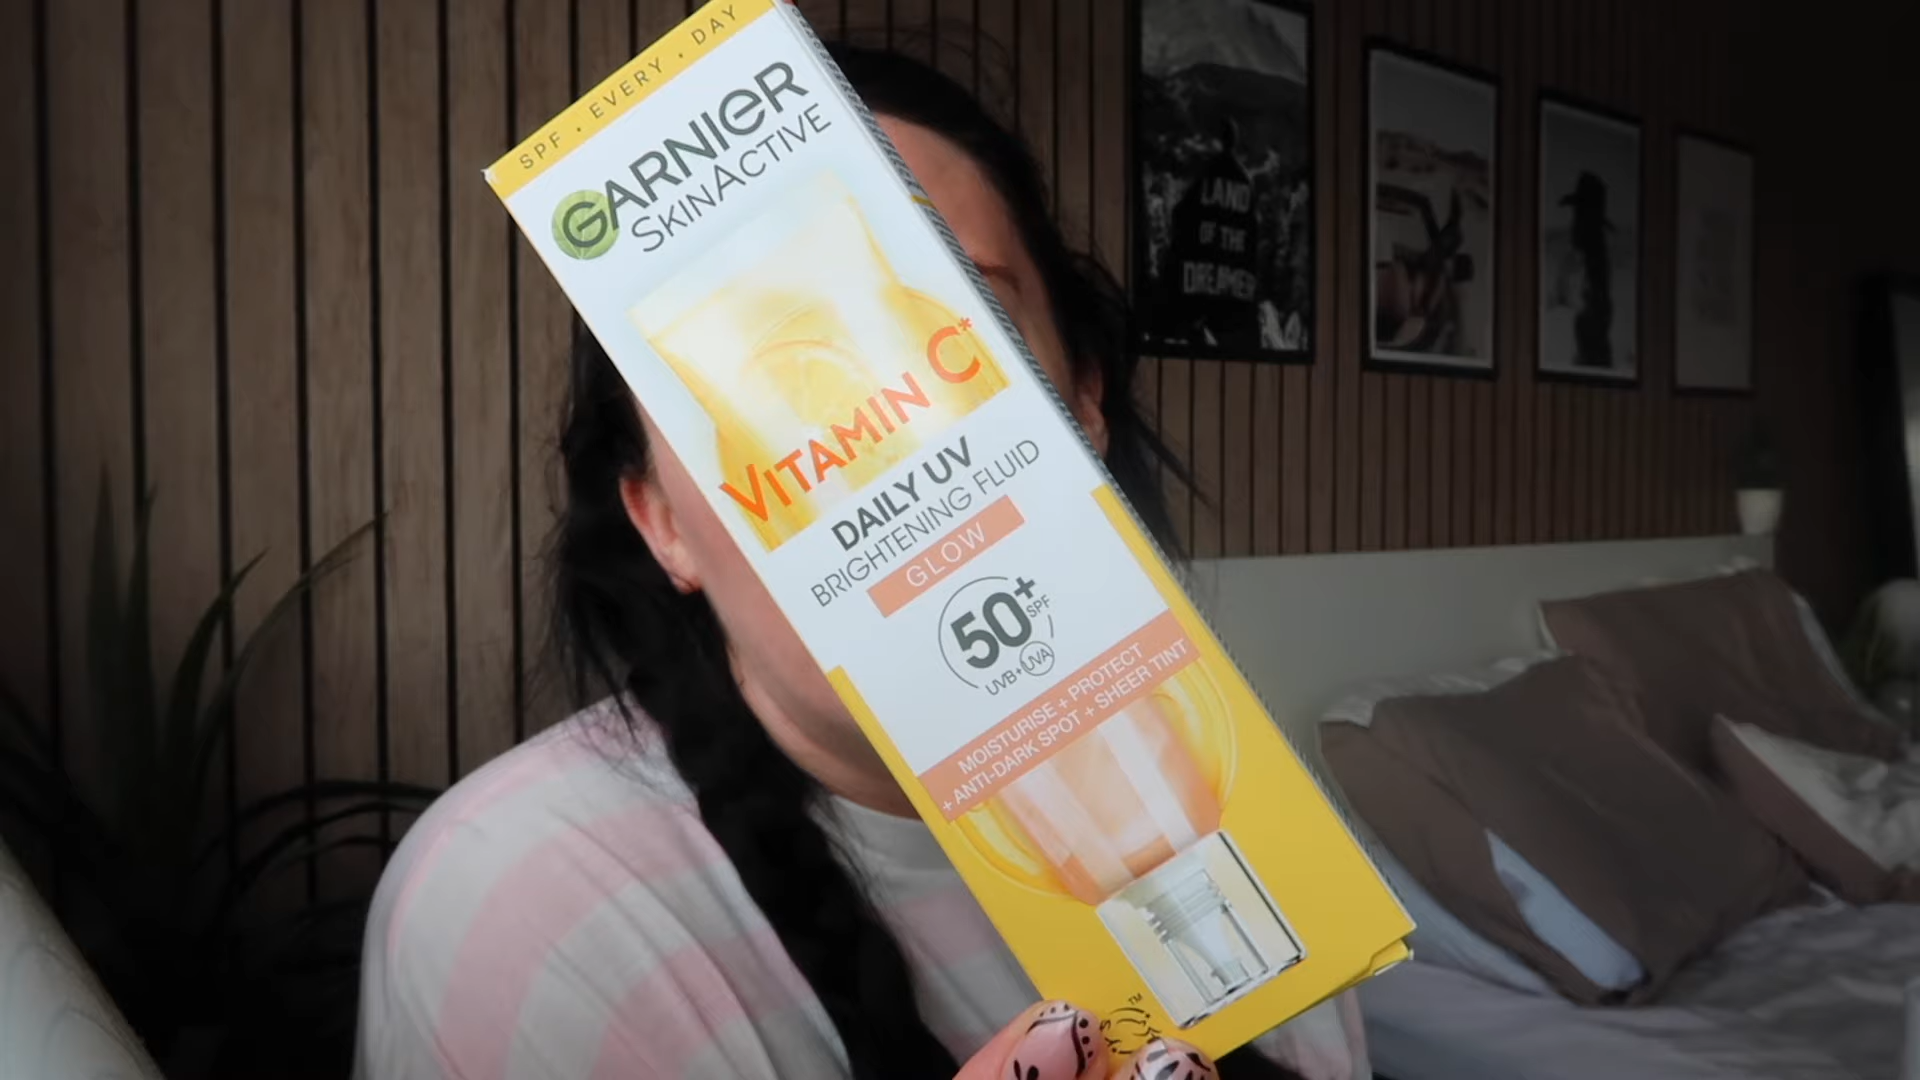 SPF . EVERY . DAY
GARNIER
SKINACTIVE
VITAMIN C*
DAILY UV
BRIGHTENING FLUID
GLOW
50+
SPF
UVB+UVA
MOISTURISE + PROTECT
+ ANTI-DARK SPOT + SHEER TINT
TM
LAND
OF THE
DREAMER